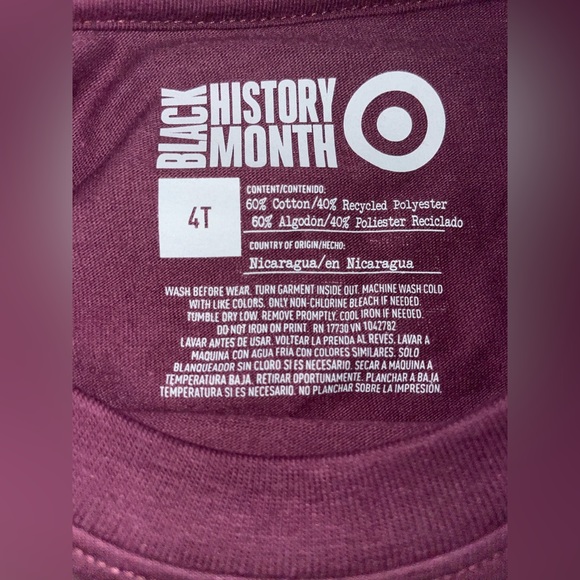 BLACK
HISTORY
MONTH
4T
CONTENT/CONTENIDO:
60% Cotton/40% Recycled Polyester
60% Algodón/40% Poliester Reciclado
COUNTRY OF ORIGIN/HECHO:
Nicaragua/en Nicaragua
WASH BEFORE WEAR. TURN GARMENT INSIDE OUT. MACHINE WASH COLD
WITH LIKE COLORS. ONLY NON-CHLORINE BLEACH IF NEEDED.
TUMBLE DRY LOW. REMOVE PROMPTLY. COOL IRON IF NEEDED.
DO NOT IRON ON PRINT. RN 17730 VN 1042782
LAVAR ANTES DE USAR. VOLTEAR LA PRENDA AL REVES. LAVAR A
MAQUINA CON AGUA FRIA CON COLORES SIMILARES. SOLO
BLANQUEADOR SIN CLORO SI ES NECESARIO. SECAR A MAQUINA A
TEMPERATURA BAJA. RETIRAR OPORTUNAMENTE. PLANCHAR A BAJA
TEMPERATURA SI ES NECESARIO. NO PLANCHAR SOBRE LA IMPRESIÓN.